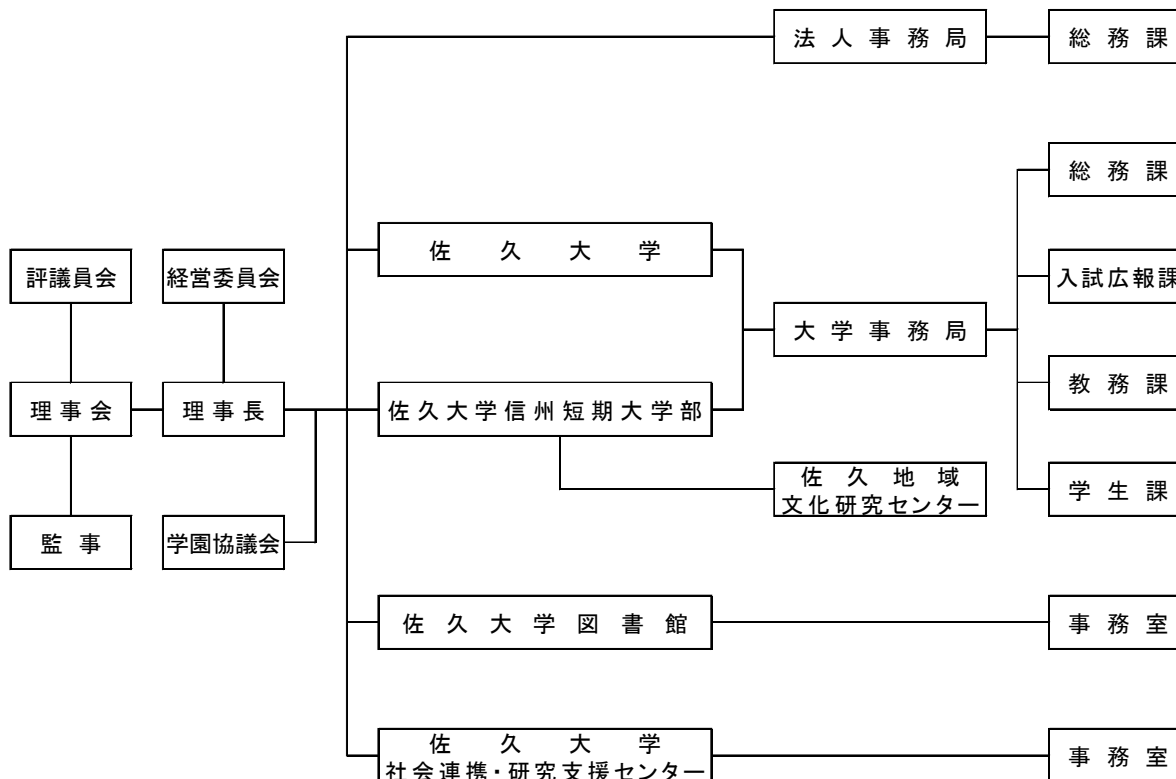 法人事務局
総務課
総務課
佐久大学
評議員会
経営委員会
入試広報課
大学事務局
理事会
理事長
佐久大学信州短期大学部
教務課
佐久地域
文化研究センター
学生課
監事
学園協議会
佐久大学図書館
事務室
佐久大学
社会連携・研究支援センター
事務室